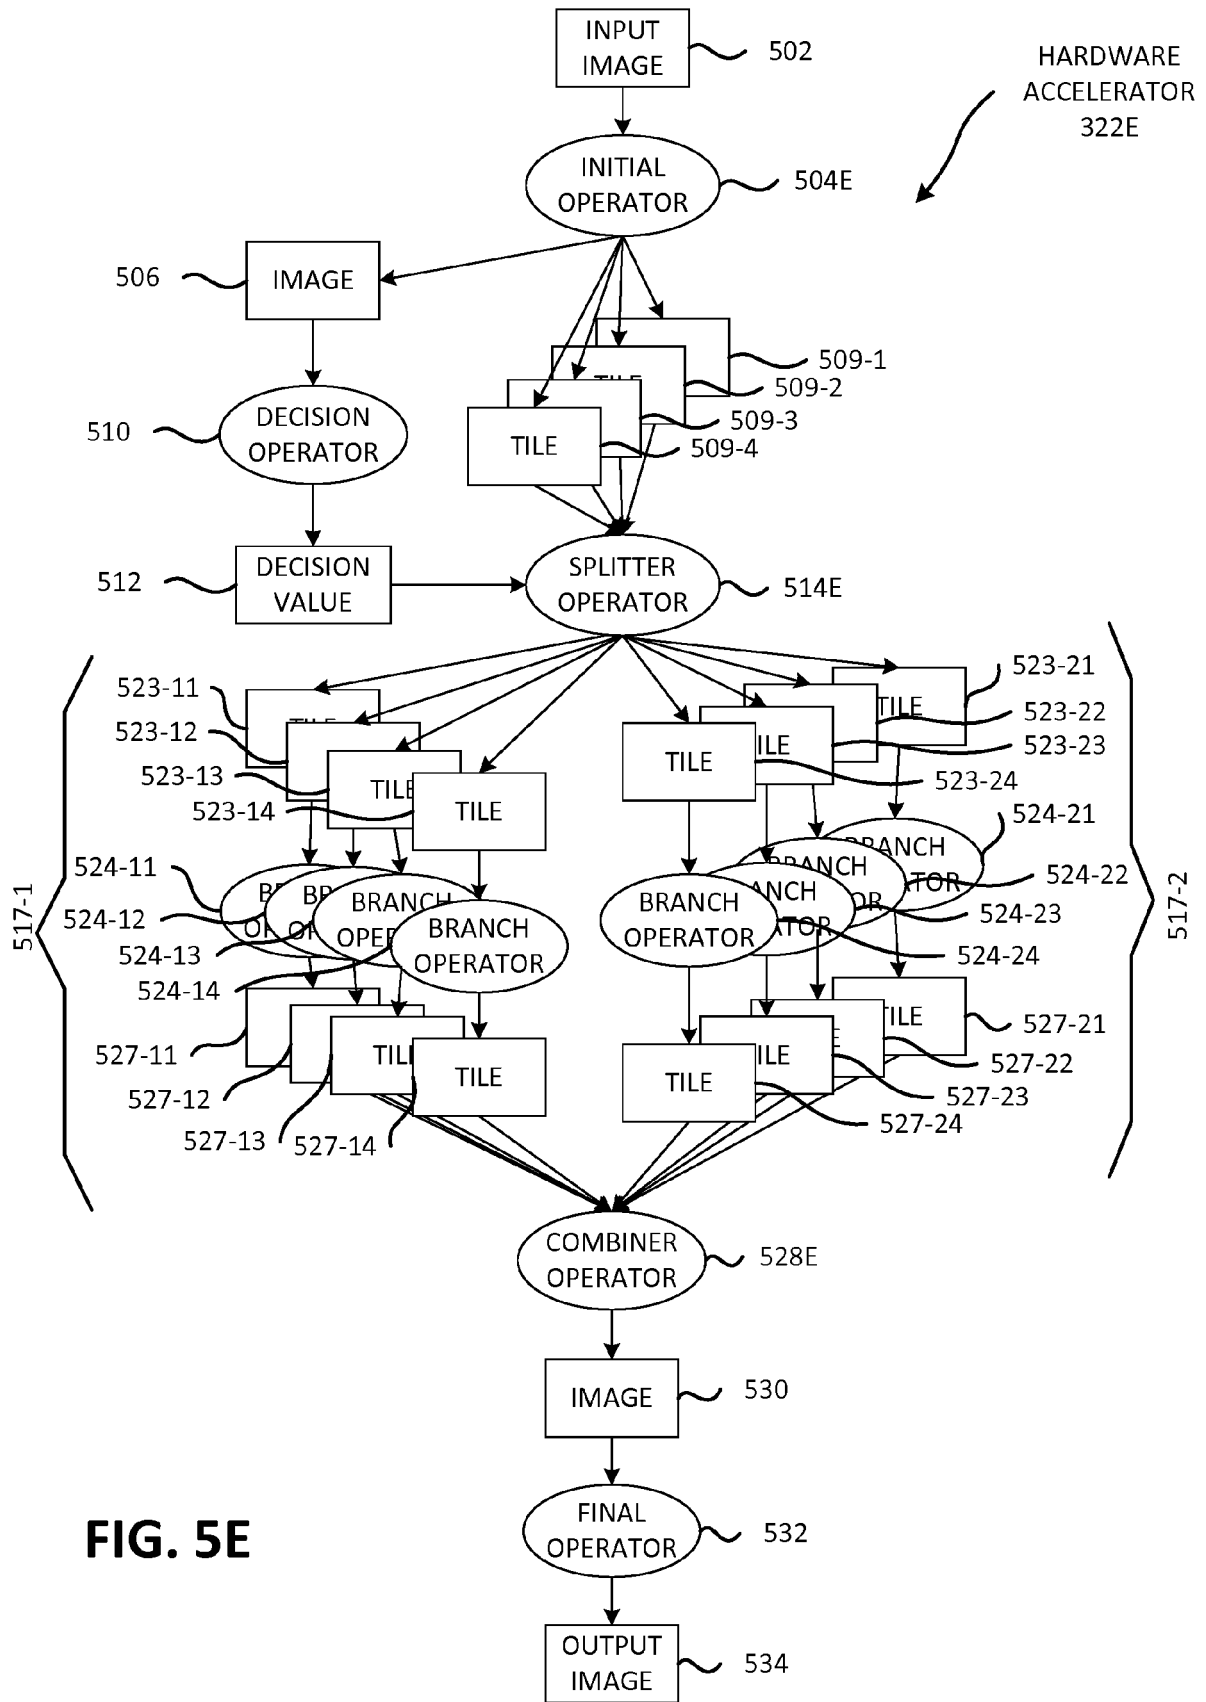 INPUT
IMAGE
502
HARDWARE
ACCELERATOR
322E
INITIAL
OPERATOR
504E
506
IMAGE
509-1
509-2
509-3
509-4
TILE
510
DECISION
OPERATOR
512
DECISION
VALUE
SPLITTER
OPERATOR
514E
517-1
523-11
523-12
523-13
523-14
TILE
TILE
TILE
TILE
TILE
TILE
523-21
523-22
523-23
523-24
517-2
524-11
524-12
524-13
524-14
BRANCH
OPERATOR
BRANCH
OPERATOR
BRANCH
BRANCH
524-21
524-22
524-23
524-24
527-11
527-12
527-13
527-14
TILE
TILE
TILE
TILE
TILE
527-21
527-22
527-23
527-24
COMBINER
OPERATOR
528E
IMAGE
530
FINAL
OPERATOR
532
OUTPUT
IMAGE
534
FIG. 5E